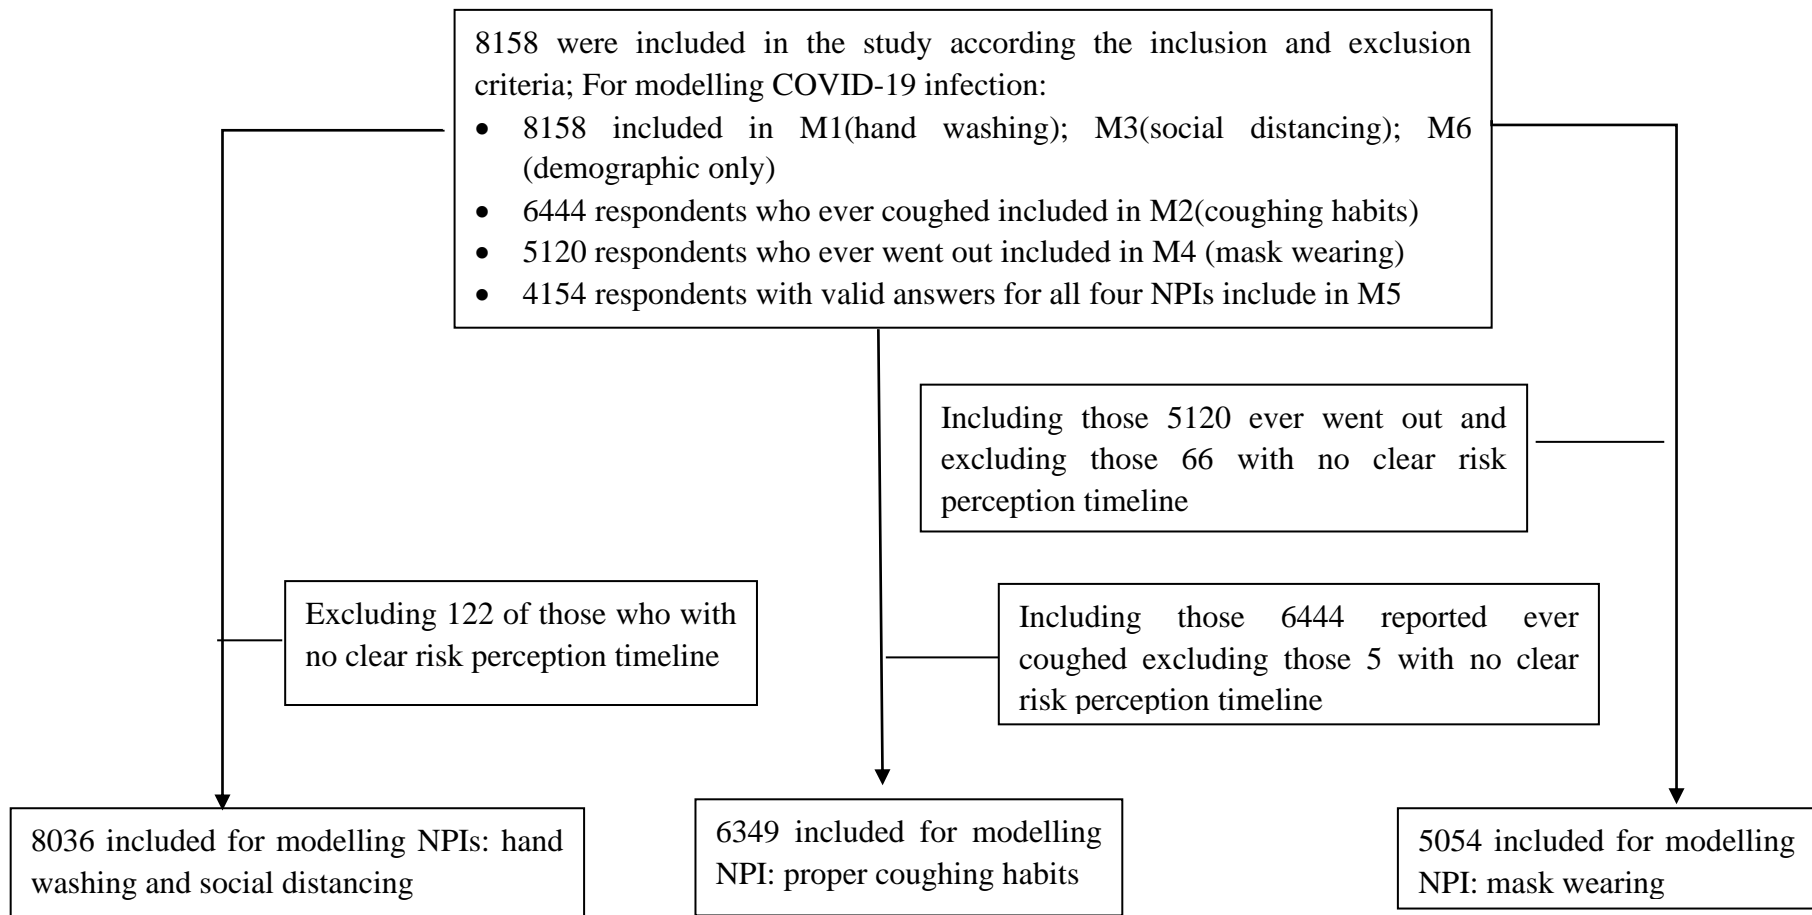 8158 were included in the study according the inclusion and exclusion
criteria; For modelling COVID-19 infection:
• 8158 included in M1(hand washing); M3(social distancing); M6
(demographic only)
• 6444 respondents who ever coughed included in M2(coughing habits)
• 5120 respondents who ever went out included in M4 (mask wearing)
• 4154 respondents with valid answers for all four NPIs include in M5
Including those 5120 ever went out and
excluding those 66 with no clear risk
perception timeline
Excluding 122 of those who with
no clear risk perception timeline
Including those 6444 reported ever
coughed excluding those 5 with no clear
risk perception timeline
8036 included for modelling NPIs: hand
washing and social distancing
6349 included for modelling
NPI: proper coughing habits
5054 included for modelling
NPI: mask wearing